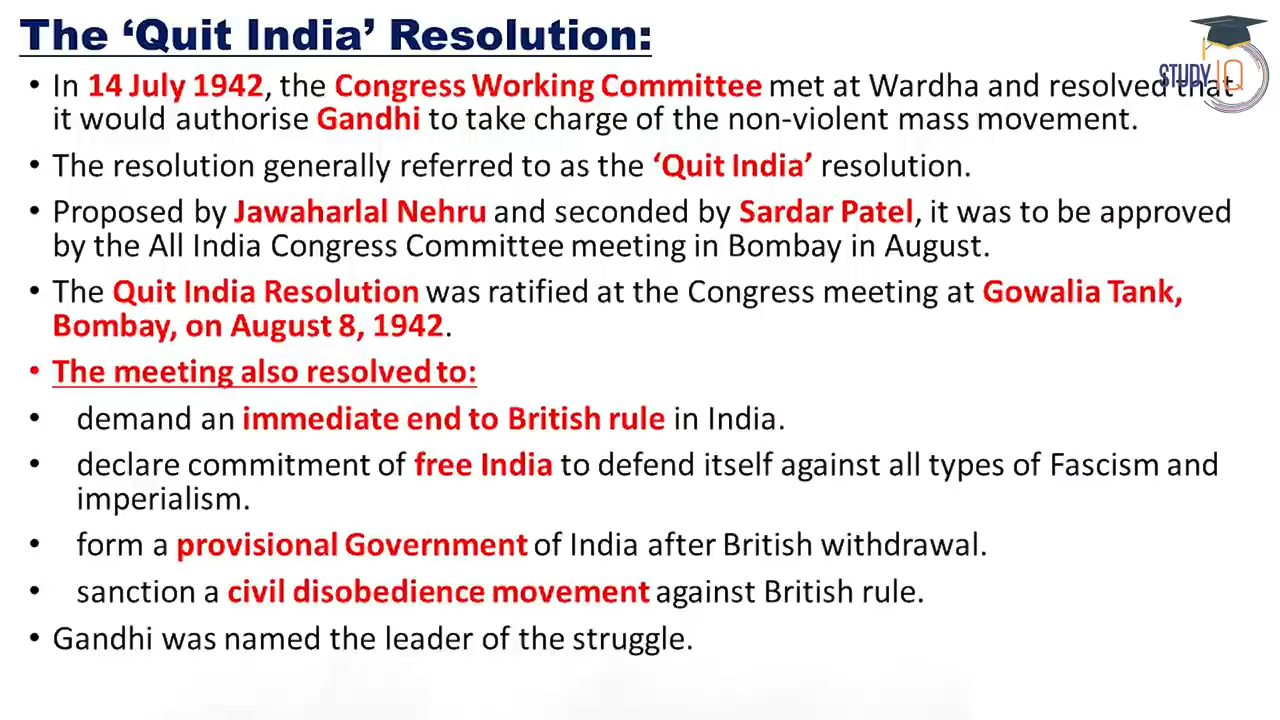 The ‘Quit India’ Resolution:
STUDY IQ
• In 14 July 1942, the Congress Working Committee met at Wardha and resolved that
it would authorise Gandhi to take charge of the non-violent mass movement.
• The resolution generally referred to as the ‘Quit India’ resolution.
• Proposed by Jawaharlal Nehru and seconded by Sardar Patel, it was to be approved
by the All India Congress Committee meeting in Bombay in August.
• The Quit India Resolution was ratified at the Congress meeting at Gowalia Tank,
Bombay, on August 8, 1942.
• The meeting also resolved to:
• demand an immediate end to British rule in India.
• declare commitment of free India to defend itself against all types of Fascism and
imperialism.
• form a provisional Government of India after British withdrawal.
• sanction a civil disobedience movement against British rule.
• Gandhi was named the leader of the struggle.